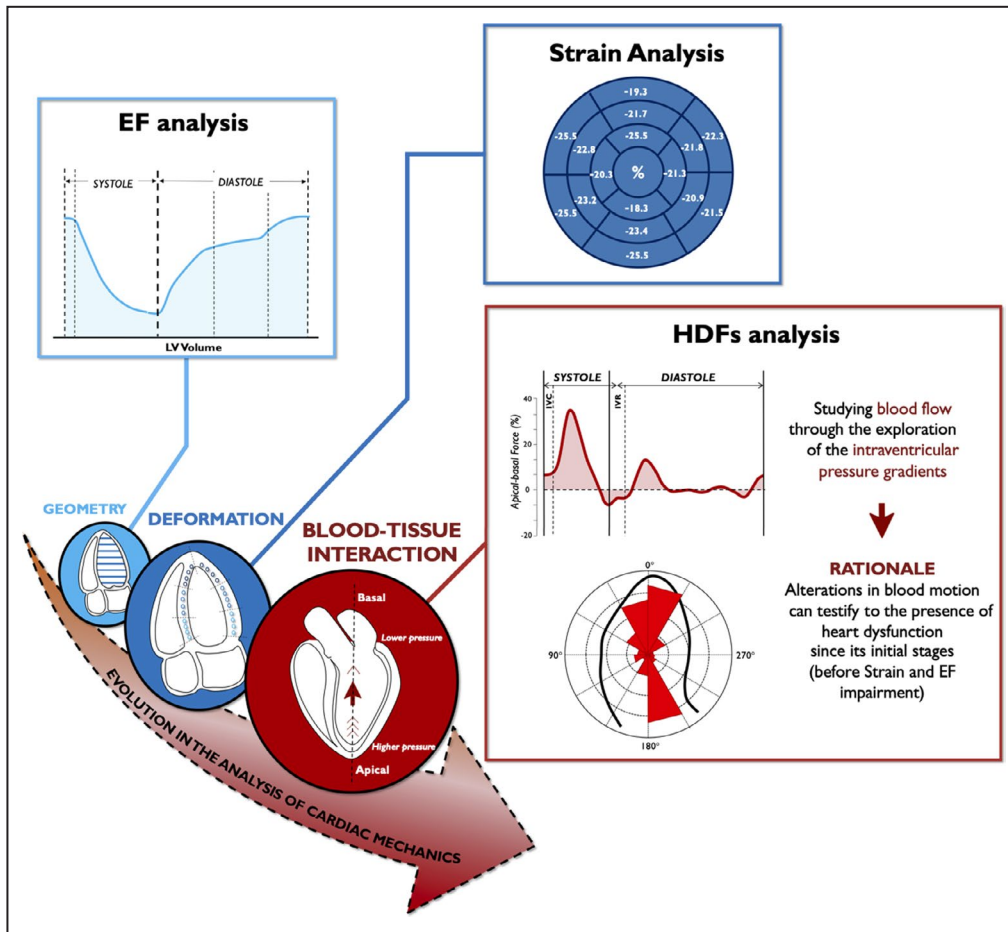 EF analysis
SYSTOLE
DIASTOLE
LV Volume
Strain Analysis
-19.3
-21.7
-25.5
-25.5
-22.3
-22.8
-21.8
-20.3
%
-21.3
-23.2
-18.3
-20.9
-25.5
-23.4
-21.5
-25.5
HDFs analysis
SYSTOLE
DIASTOLE
IVC
IVR
Apical-basal Force (%)
40
20
0
-20
Studying blood flow
through the exploration
of the intraventricular
pressure gradients
RATIONALE
Alterations in blood motion
can testify to the presence of
heart dysfunction
since its initial stages
(before Strain and EF
impairment)
0°
90°
270°
180°
GEOMETRY
DEFORMATION
BLOOD-TISSUE
INTERACTION
Basal
Lower pressure
Higher pressure
Apical
EVOLUTION IN THE ANALYSIS OF CARDIAC MECHANICS